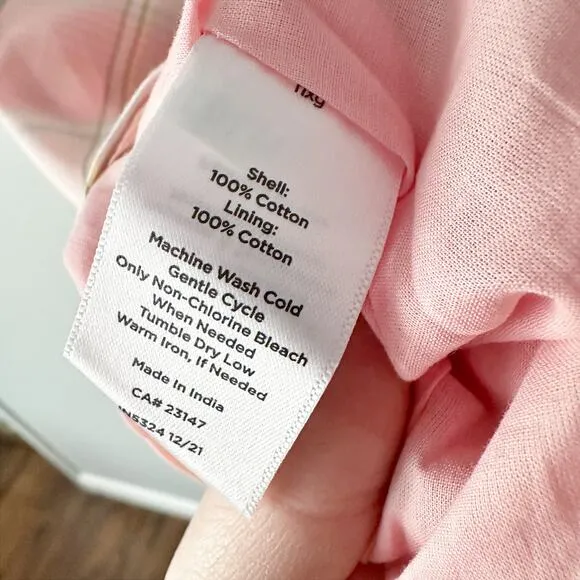 Shell:
100% Cotton
Lining:
100% Cotton
Machine Wash Cold
Gentle Cycle
Only Non-Chlorine Bleach
When Needed
Tumble Dry Low
Warm Iron, If Needed
Made In India
CA# 23147
12/21